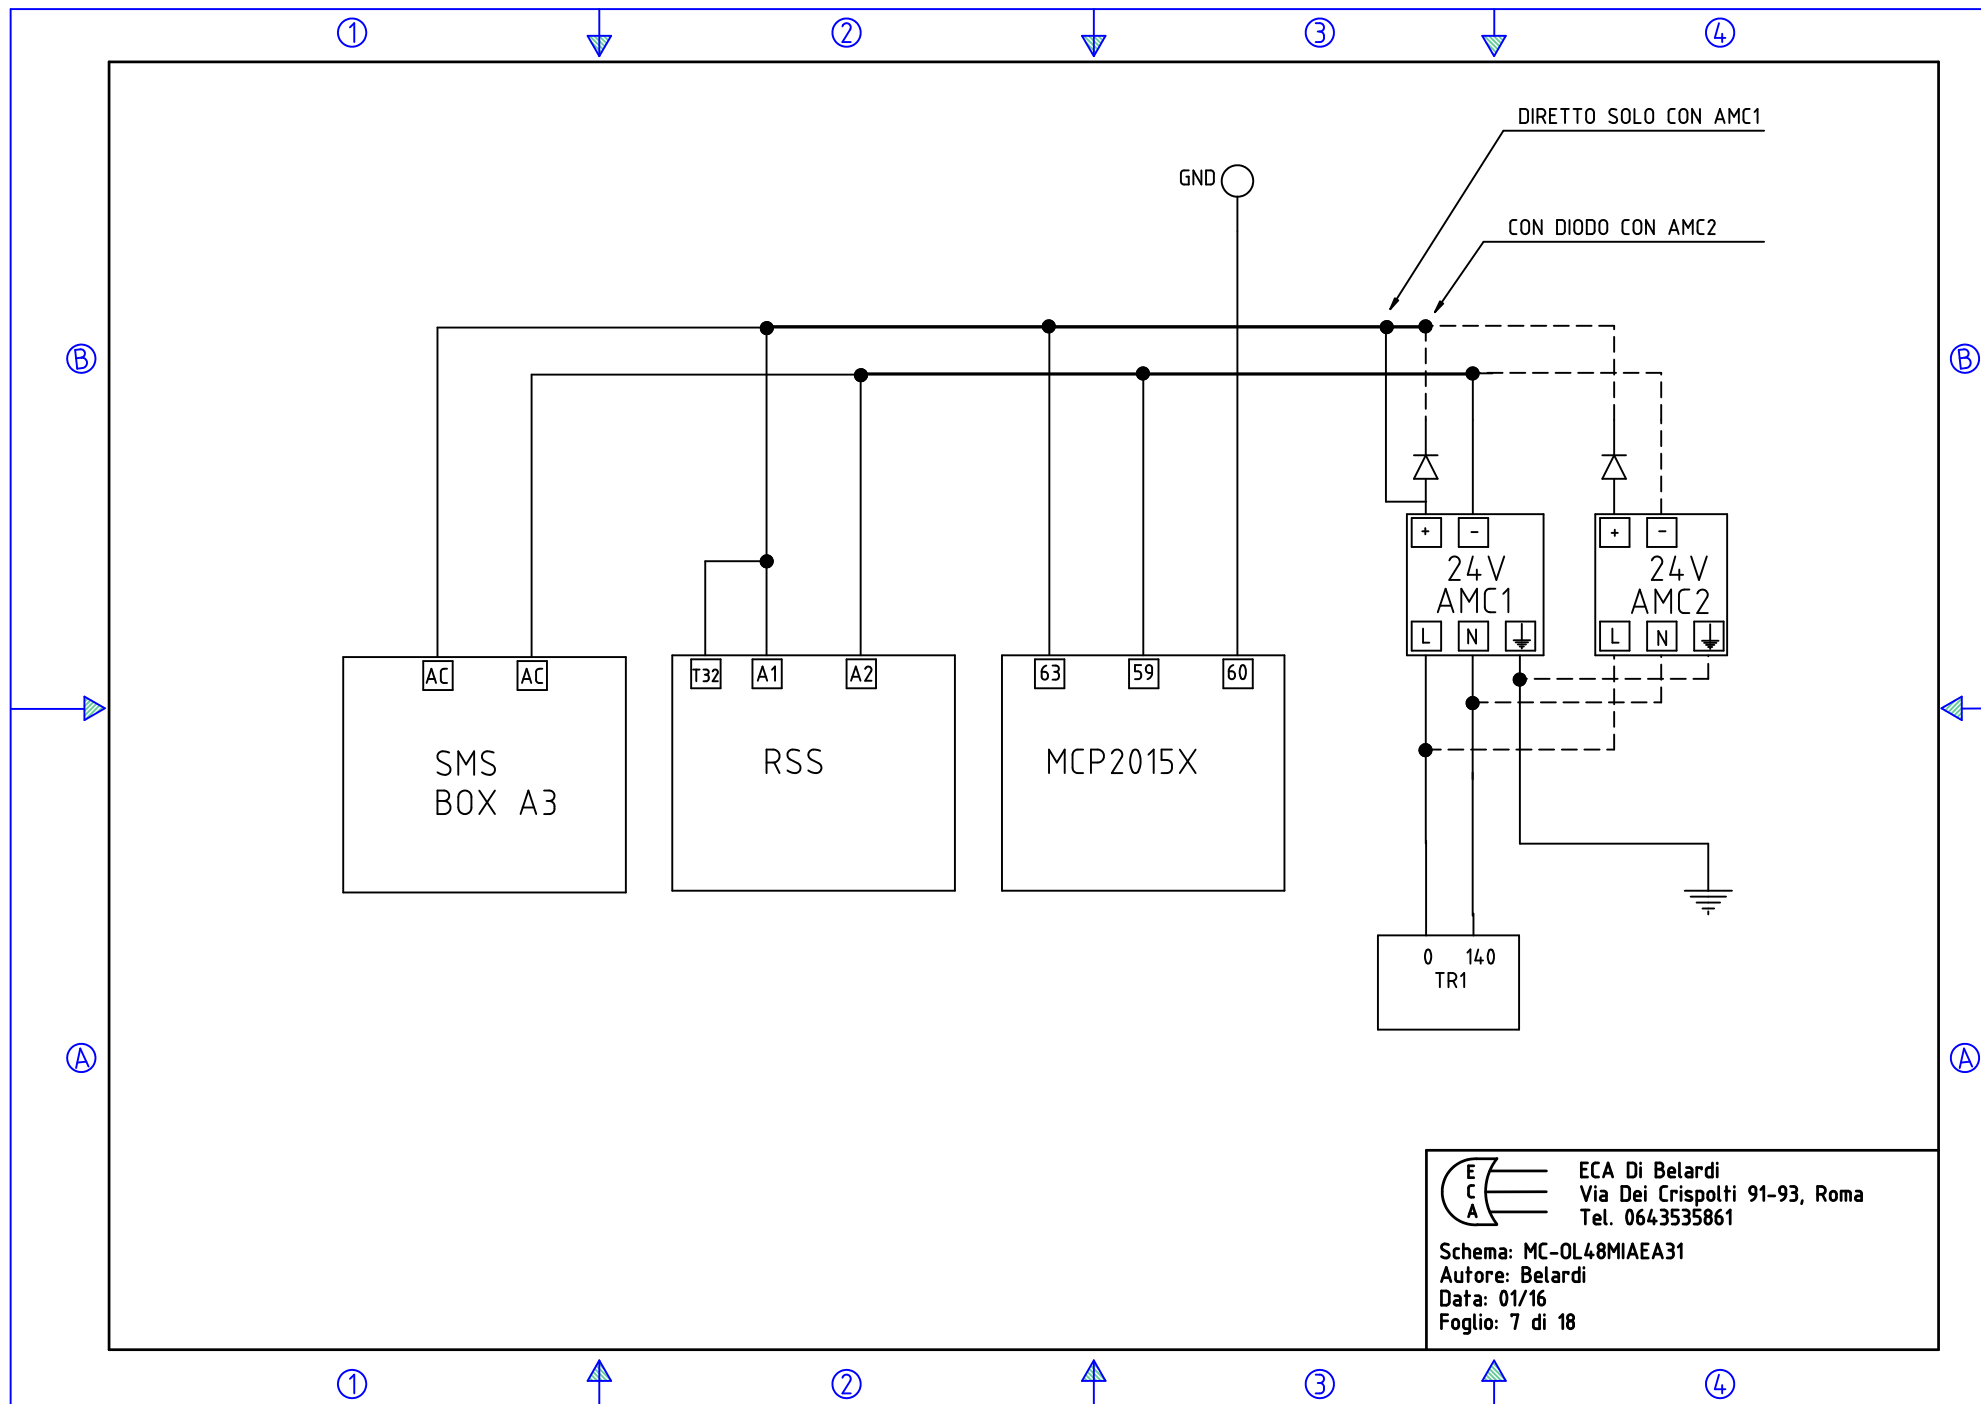 1 2 3 4
DIRETTO SOLO CON AMC1
GND
CON DIODO CON AMC2
B B
+ - + -
24V 24V
AMC1 AMC2
L N L N
AC AC T32 A1 A2 63 59 60
SMS
BOX A3
RSS
MCP2015X
0 140
TR1
A A
E
C
A
ECA Di Belardi
Via Dei Crispolti 91-93, Roma
Tel. 0643535861
Schema: MC-OL48MIAEA31
Autore: Belardi
Data: 01/16
Foglio: 7 di 18
1 2 3 4